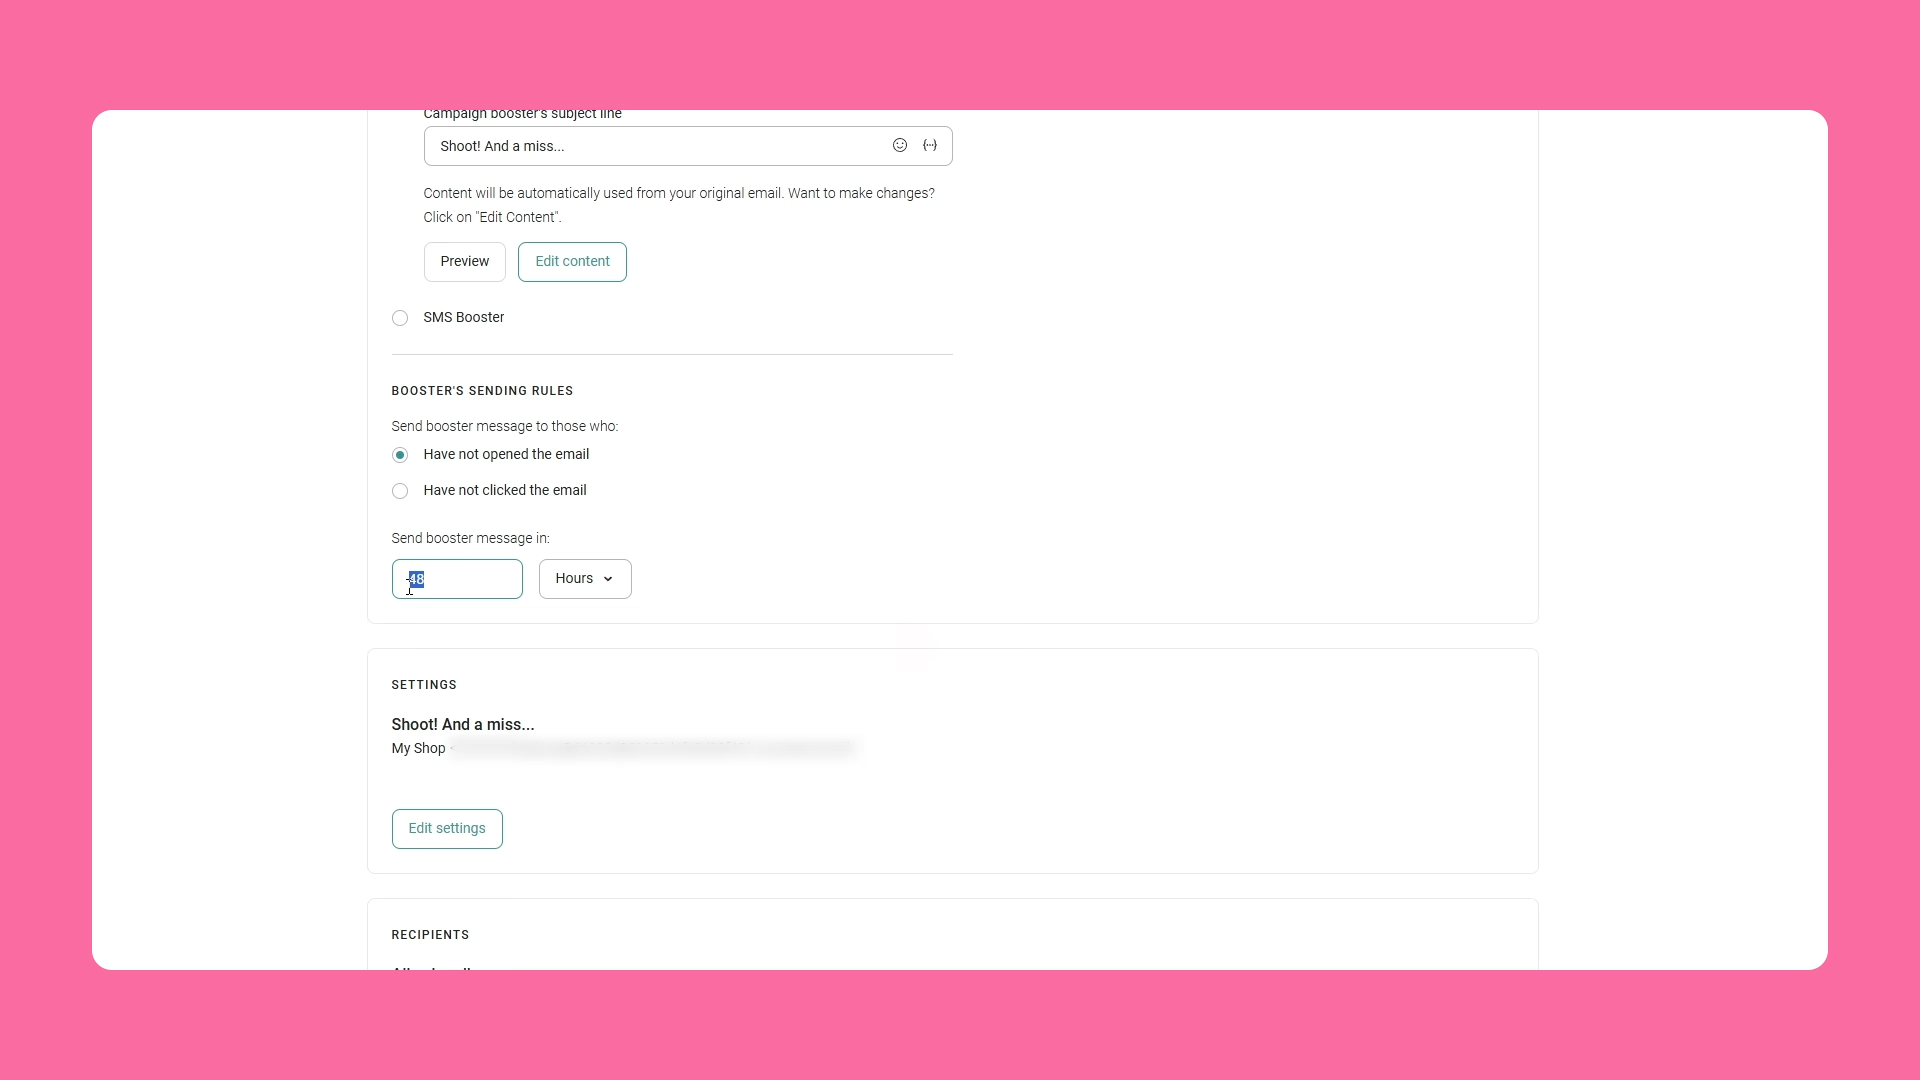 Campaign booster's subject line
Shoot! And a miss...
Content will be automatically used from your original email. Want to make changes?
Click on "Edit Content".
Preview
Edit content
SMS Booster
BOOSTER'S SENDING RULES
Send booster message to those who:
Have not opened the email
Have not clicked the email
Send booster message in:
48
Hours
SETTINGS
Shoot! And a miss...
My Shop
Edit settings
RECIPIENTS